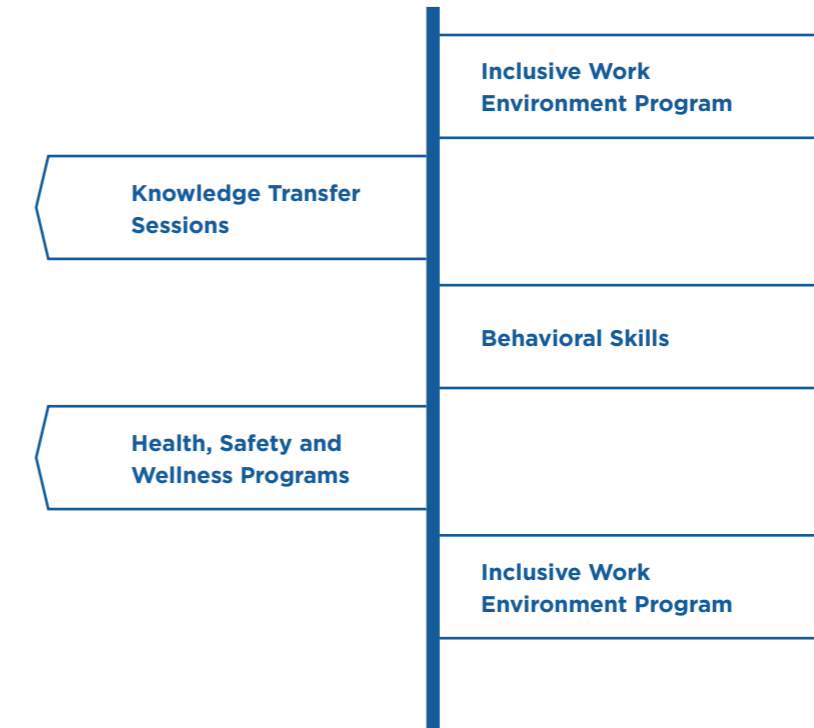 Inclusive Work
Environment Program
Knowledge Transfer
Sessions
Behavioral Skills
Health, Safety and
Wellness Programs
Inclusive Work
Environment Program